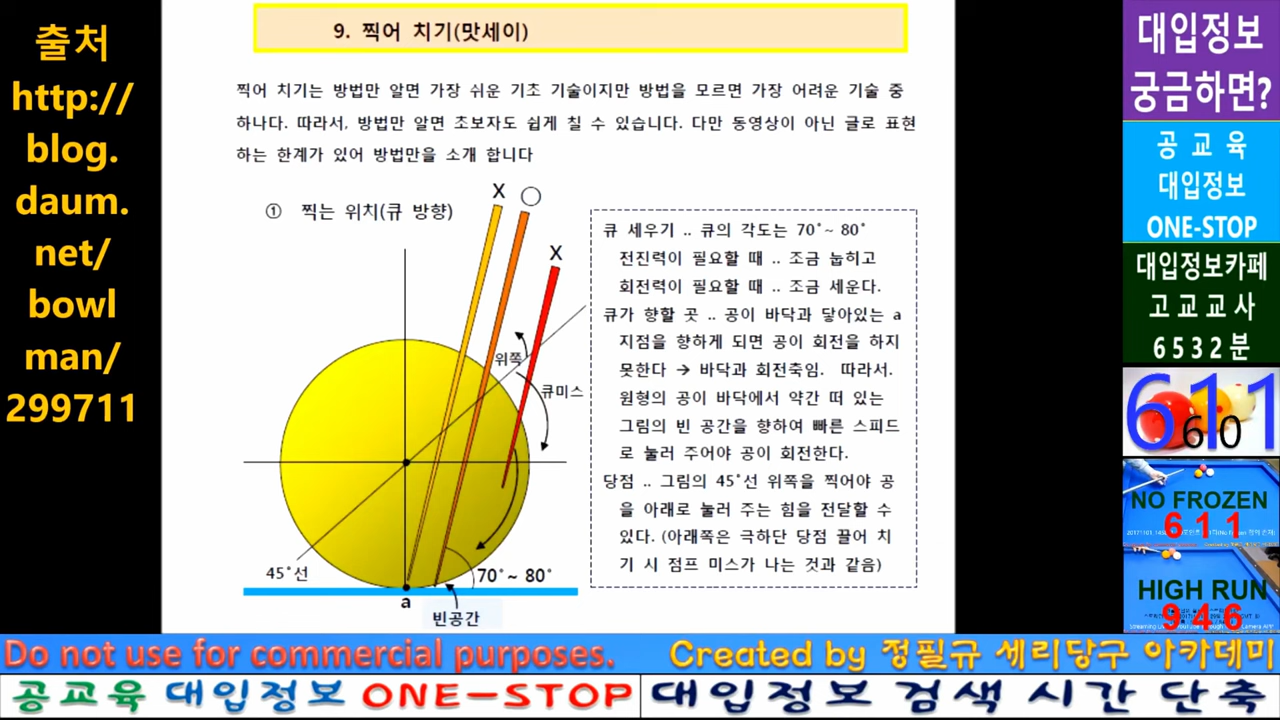 출처
http://
blog.
daum.
net/
bowl
man/
299711
9. 찍어 치기(맛세이)
찍어 치기는 방법만 알면 가장 쉬운 기초 기술이지만 방법을 모르면 가장 어려운 기술 중
하나다. 따라서, 방법만 알면 초보자도 쉽게 칠 수 있습니다. 다만 동영상이 아닌 글로 표현
하는 한계가 있어 방법만을 소개 합니다
① 찍는 위치(큐 방향)
X
X
위쪽
큐미스
45˚선
70˚~ 80˚
a
빈공간
큐 세우기 .. 큐의 각도는 70˚~ 80˚
전진력이 필요할 때 .. 조금 눕히고
회전력이 필요할 때 .. 조금 세운다.
큐가 향할 곳 .. 공이 바닥과 닿아있는 a
지점을 향하게 되면 공이 회전을 하지
못한다 → 바닥과 회전축임. 따라서.
원형의 공이 바닥에서 약간 떠 있는
그림의 빈 공간을 향하여 빠른 스피드
로 눌러 주어야 공이 회전한다.
당점 .. 그림의 45˚선 위쪽을 찍어야 공
을 아래로 눌러 주는 힘을 전달할 수
있다. (아래쪽은 극하단 당점 끌어 치
기 시 점프 미스가 나는 것과 같음)
대입정보
궁금하면?
공 교 육
대입정보
ONE-STOP
대입정보카페
고 교 교 사
6 5 3 2 분
611
60
NO FROZEN
6 1 1
HIGH RUN
9 4 6
Do not use for commercial purposes.
Created by 정필규 세리당구 아카데미
공교육 대입정보 ONE-STOP
대입정보 검색 시간 단축